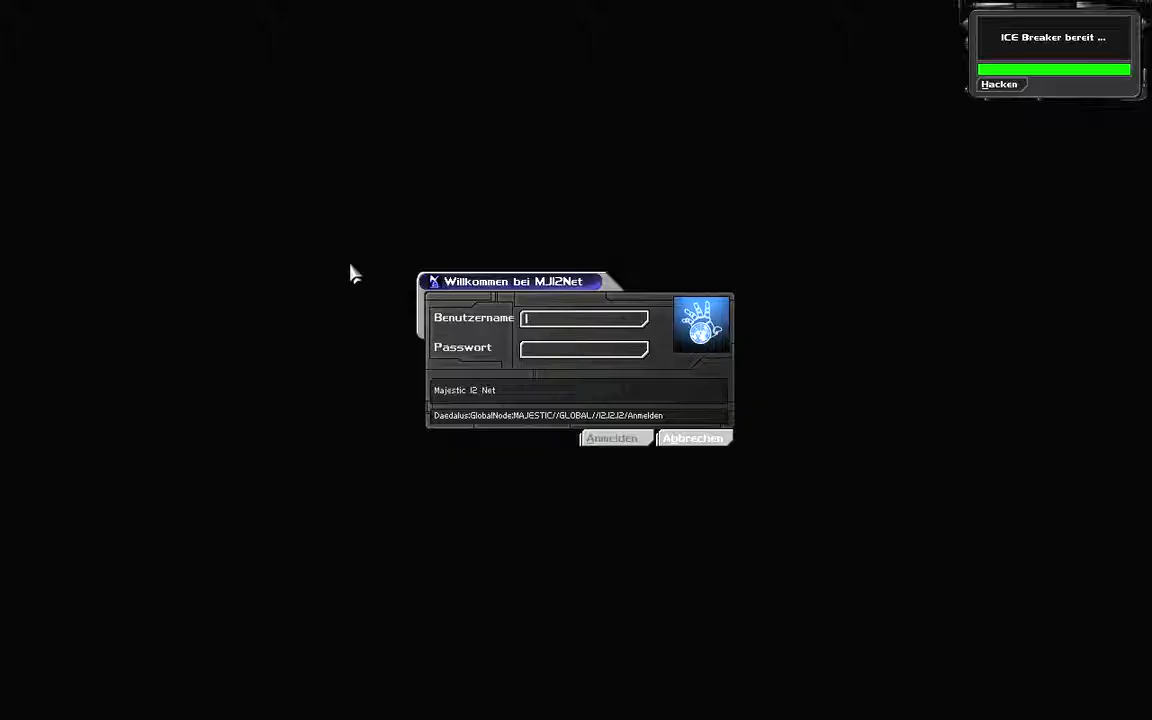 ICE Breaker bereit ...
Hacken
Willkommen bei MJ12Net
Benutzername
Passwort
Majestic 12 Net
Daedalus:GlobalNode:MAJESTIC//GLOBAL//12.12.12/Anmelden
Anmelden
Abbrechen